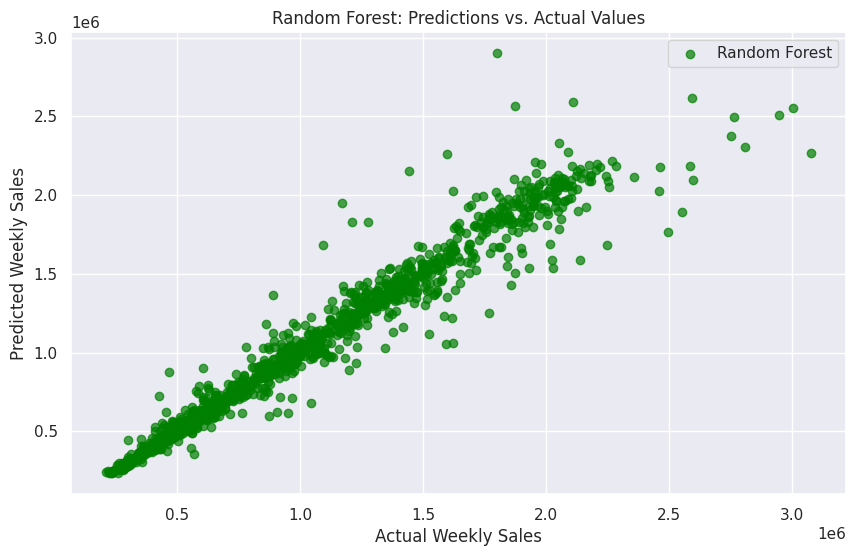 Random Forest: Predictions vs. Actual Values
1e6
Random Forest
3.0
2.5
2.0
1.5
1.0
0.5
Predicted Weekly Sales
0.5 1.0 1.5 2.0 2.5 3.0
1e6
Actual Weekly Sales